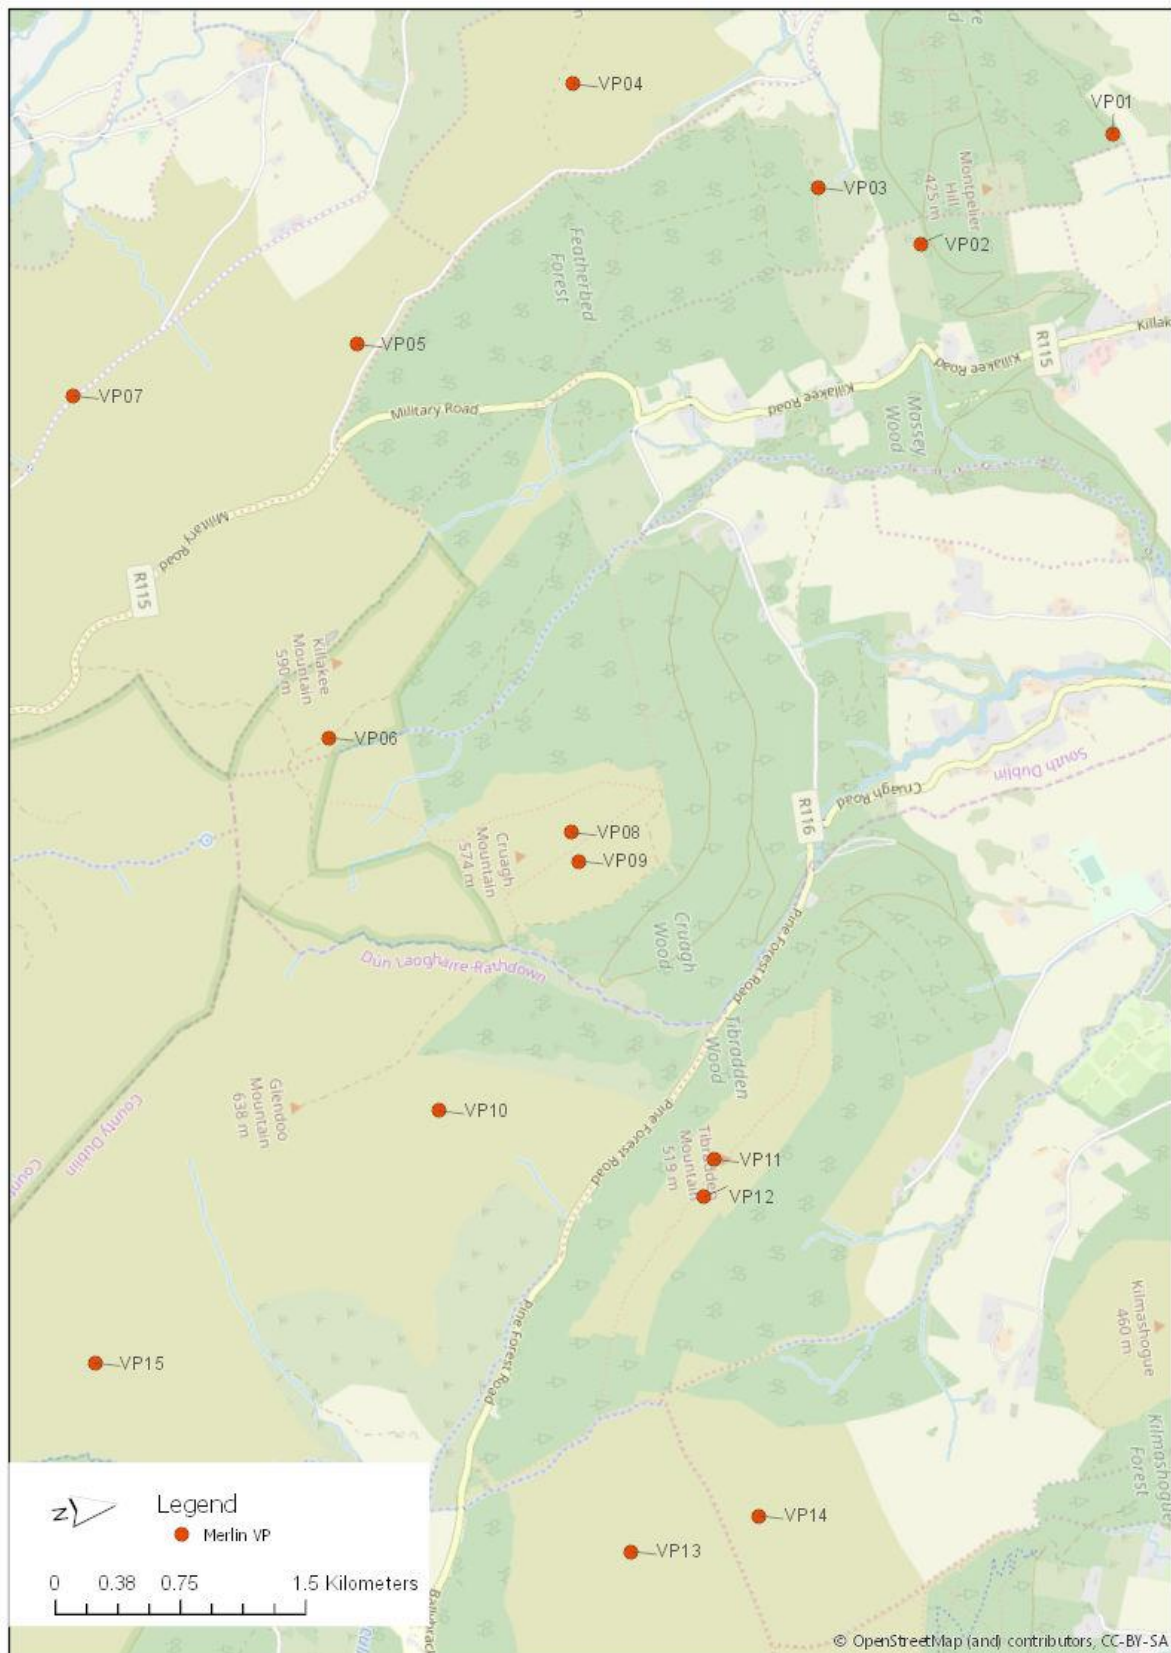 VP04
VP01
VP03
Montpelier
Hill
425 m
VP02
Featherbed
Forest
VP05
R115
Killakee Road
VP07
Military Road
Killakee Road
Massey
Wood
Military Road
R115
Killakee
Mountain
590 m
VP06
South Dublin
Cruagh Road
R116
VP08
Cruagh
Mountain
574 m
VP09
Cruagh
Wood
Pine Forest Road
Dún Laoghaire-Rathdown
Tibradden
Wood
Glendoo
Mountain
638 m
County Dublin
VP10
Pine Forest Road
Tibradden
Mountain
519 m
VP11
VP12
Kilmashogue
460 m
Pine Forest Road
VP15
Kilmashogue
Forest
N
Legend
Merlin VP
0 0.38 0.75 1.5 Kilometers
VP14
VP13
© OpenStreetMap (and) contributors, CC-BY-SA